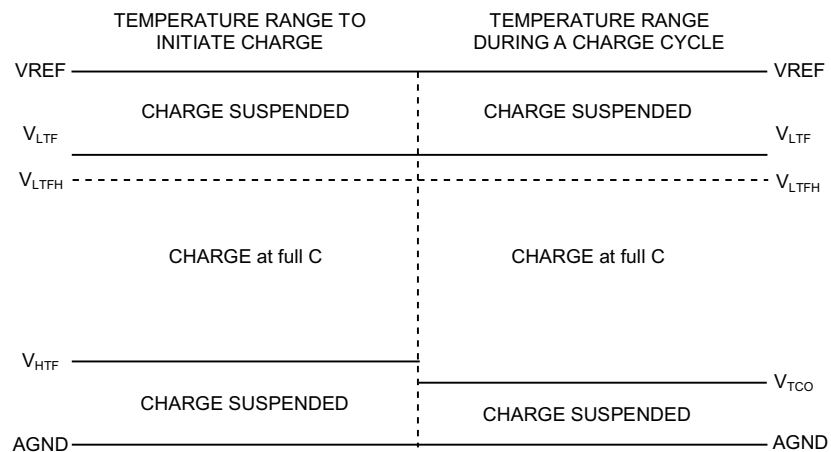 TEMPERATURE RANGE TO
INITIATE CHARGE
TEMPERATURE RANGE
DURING A CHARGE CYCLE
VREF
VREF
CHARGE SUSPENDED
CHARGE SUSPENDED
VLTF
VLTF
VLTFH
VLTFH
CHARGE at full C
CHARGE at full C
VHTF
VTCO
CHARGE SUSPENDED
CHARGE SUSPENDED
AGND
AGND